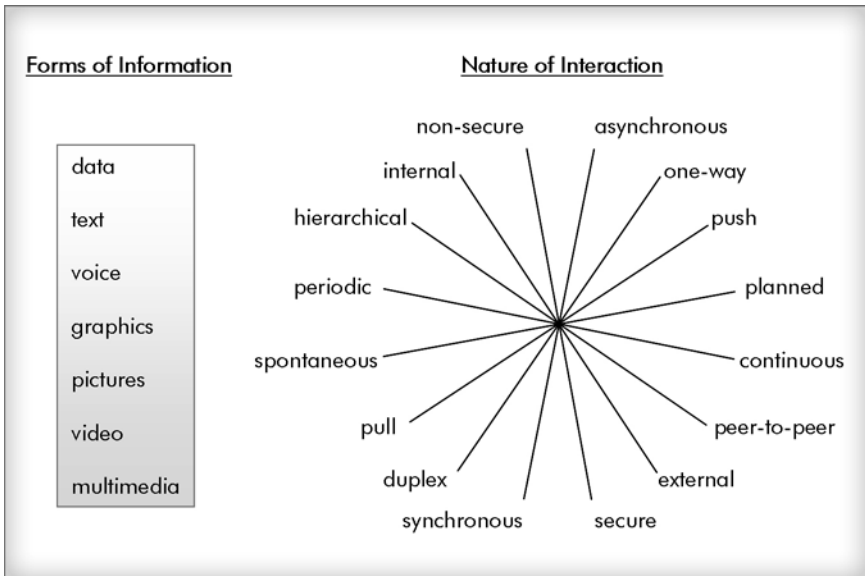 Forms of Information
Nature of Interaction
data
text
voice
graphics
pictures
video
multimedia
non-secure
asynchronous
internal
one-way
hierarchical
push
periodic
planned
spontaneous
continuous
pull
peer-to-peer
duplex
external
synchronous
secure